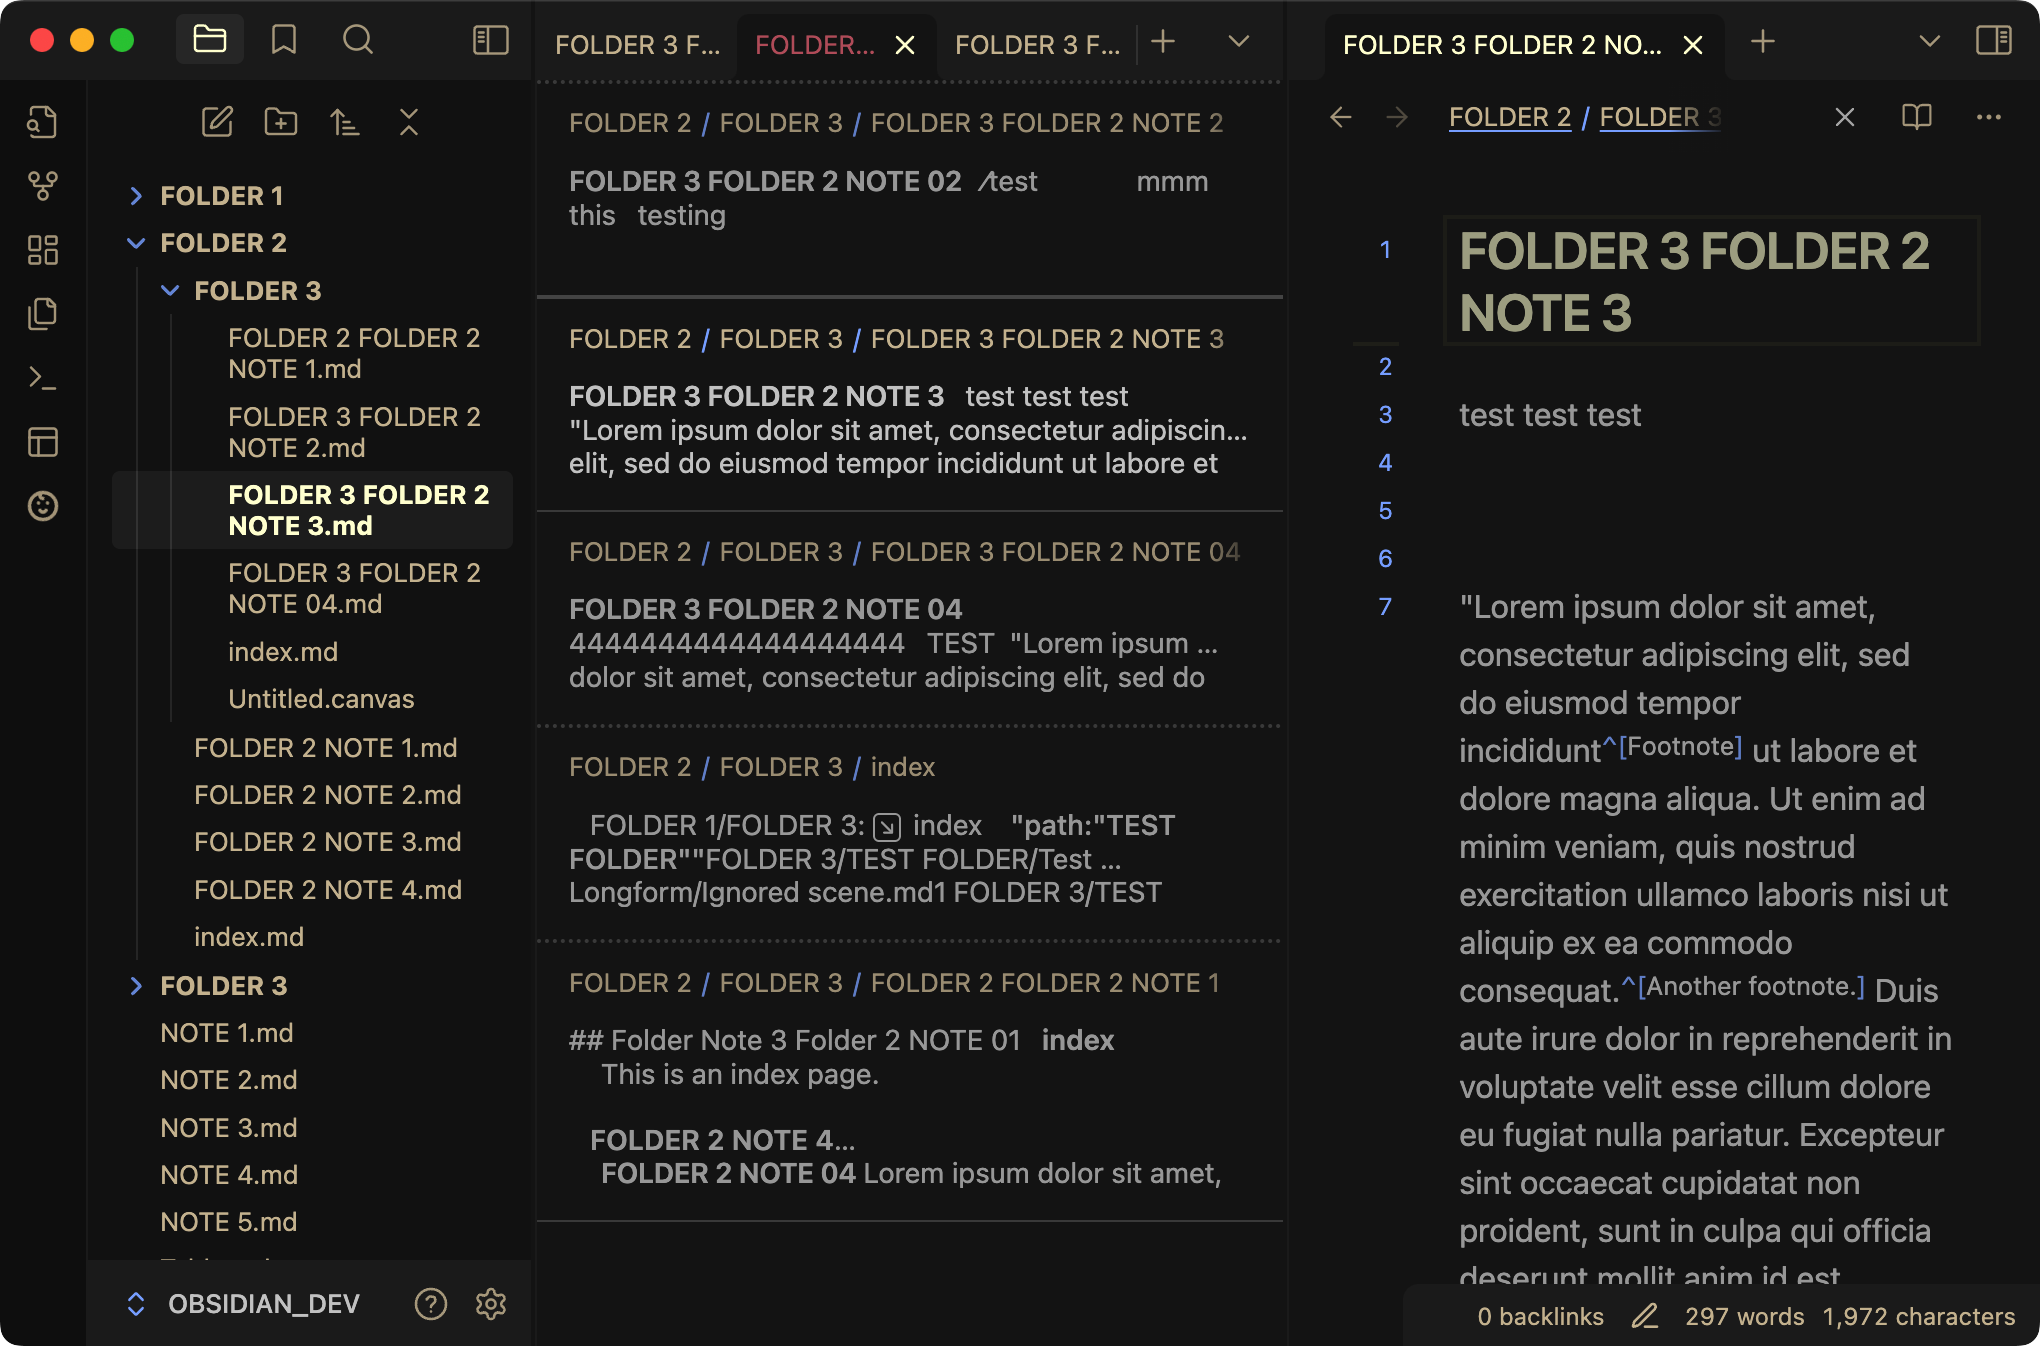 FOLDER 1
FOLDER 2
FOLDER 3
FOLDER 2 FOLDER 2
NOTE 1.md
FOLDER 3 FOLDER 2
NOTE 2.md
FOLDER 3 FOLDER 2
NOTE 3.md
FOLDER 3 FOLDER 2
NOTE 04.md
index.md
Untitled.canvas
FOLDER 2 NOTE 1.md
FOLDER 2 NOTE 2.md
FOLDER 2 NOTE 3.md
FOLDER 2 NOTE 4.md
index.md
FOLDER 3
NOTE 1.md
NOTE 2.md
NOTE 3.md
NOTE 4.md
NOTE 5.md
OBSIDIAN_DEV
FOLDER 3 F... FOLDER... FOLDER 3 F...
FOLDER 2 / FOLDER 3 / FOLDER 3 FOLDER 2 NOTE 2
FOLDER 3 FOLDER 2 NOTE 02 /test mmm
this testing
FOLDER 2 / FOLDER 3 / FOLDER 3 FOLDER 2 NOTE 3
FOLDER 3 FOLDER 2 NOTE 3 test test test
"Lorem ipsum dolor sit amet, consectetur adipiscin...
elit, sed do eiusmod tempor incididunt ut labore et
FOLDER 2 / FOLDER 3 / FOLDER 3 FOLDER 2 NOTE 04
FOLDER 3 FOLDER 2 NOTE 04
4444444444444444444 TEST "Lorem ipsum ...
dolor sit amet, consectetur adipiscing elit, sed do
FOLDER 2 / FOLDER 3 / index
FOLDER 1/FOLDER 3: index "path:"TEST
FOLDER""FOLDER 3/TEST FOLDER/Test ...
Longform/Ignored scene.md1 FOLDER 3/TEST
FOLDER 2 / FOLDER 3 / FOLDER 2 FOLDER 2 NOTE 1
## Folder Note 3 Folder 2 NOTE 01 index
This is an index page.
FOLDER 2 NOTE 4...
FOLDER 2 NOTE 04 Lorem ipsum dolor sit amet,
FOLDER 3 FOLDER 2 NO...
FOLDER 2 / FOLDER 3
1 FOLDER 3 FOLDER 2
NOTE 3
2
3 test test test
4
5
6
7 "Lorem ipsum dolor sit amet,
consectetur adipiscing elit, sed
do eiusmod tempor
incididunt^[Footnote] ut labore et
dolore magna aliqua. Ut enim ad
minim veniam, quis nostrud
exercitation ullamco laboris nisi ut
aliquip ex ea commodo
consequat.^[Another footnote.] Duis
aute irure dolor in reprehenderit in
voluptate velit esse cillum dolore
eu fugiat nulla pariatur. Excepteur
sint occaecat cupidatat non
proident, sunt in culpa qui officia
deserunt mollit anim id est
0 backlinks 297 words 1,972 characters